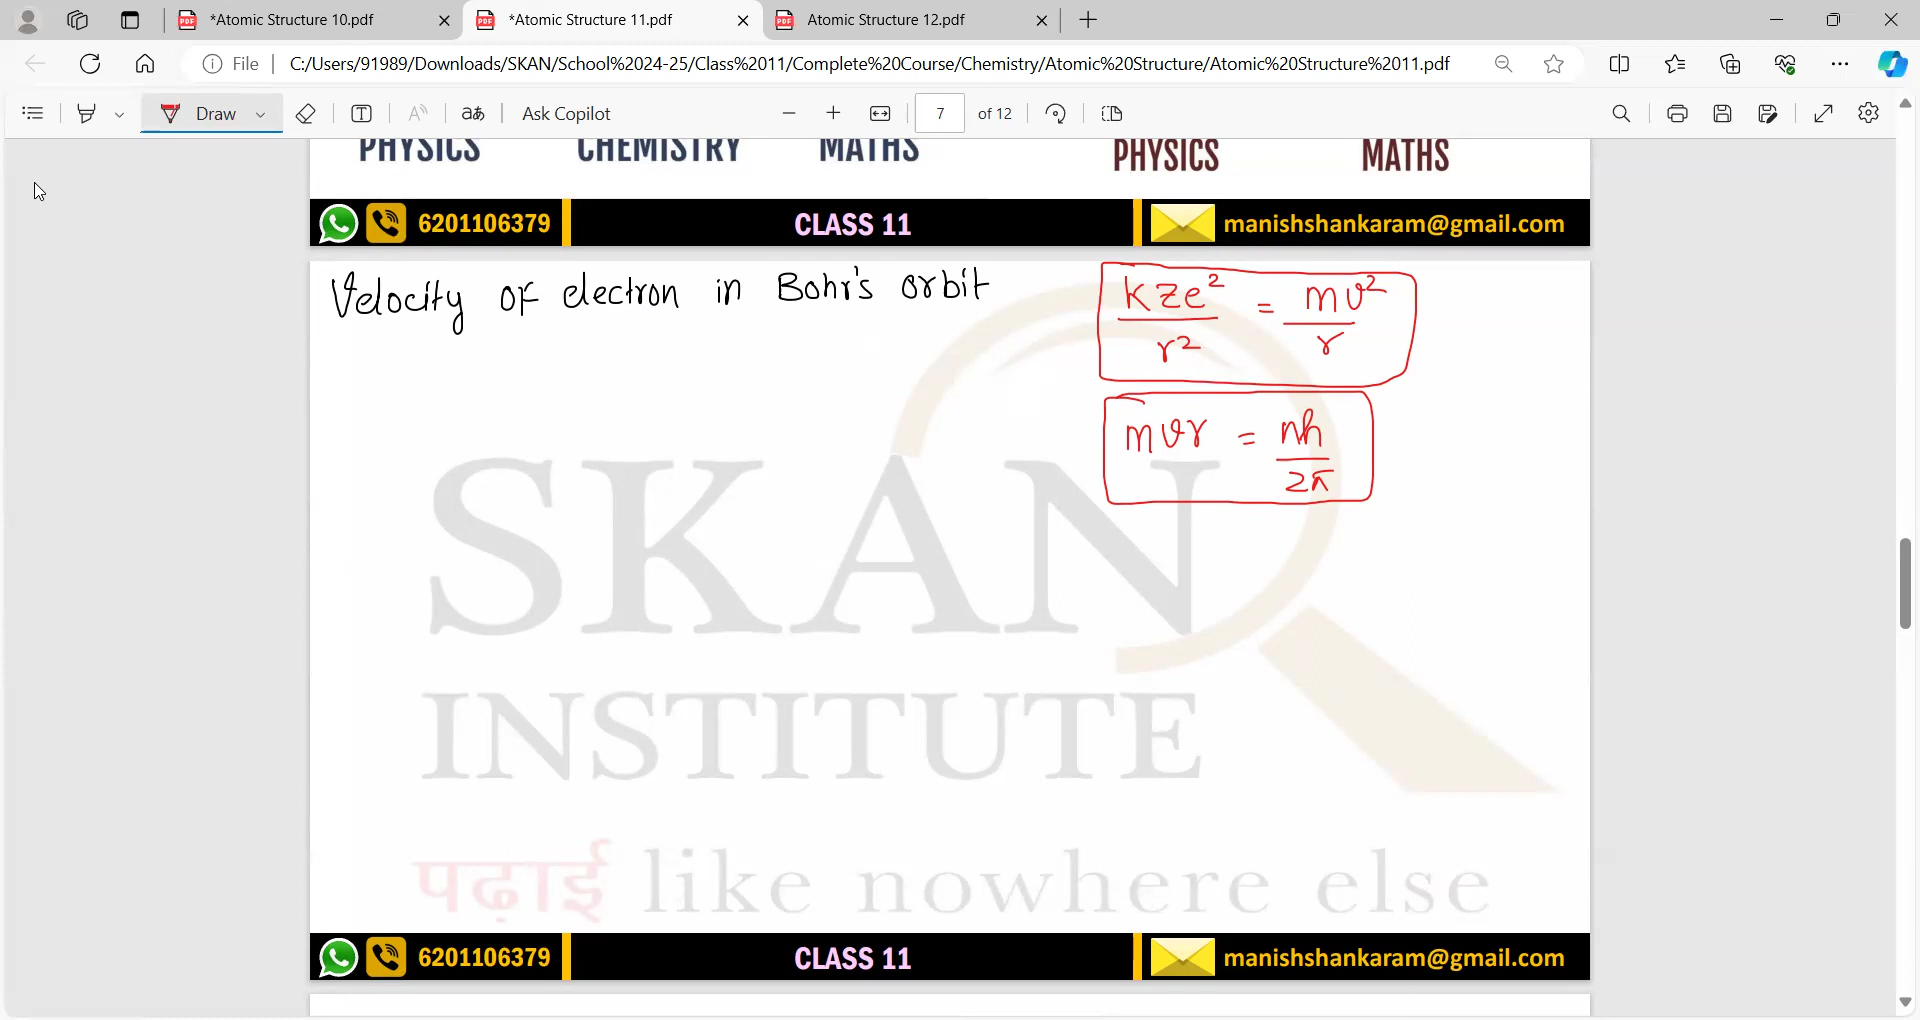 *Atomic Structure 10.pdf
*Atomic Structure 11.pdf
Atomic Structure 12.pdf
File
C:/Users/91989/Downloads/SKAN/School%2024-25/Class%2011/Complete%20Course/Chemistry/Atomic%20Structure/Atomic%20Structure%2011.pdf
Draw
Ask Copilot
7 of 12
PHYSICS CHEMISTRY MATHS PHYSICS MATHS
6201106379 CLASS 11 manishshankaram@gmail.com
Velocity of electron in Bohr's orbit
kze²/r² = mv²/r
mvr = nh/2π
SKAN
INSTITUTE
पढ़ाई like nowhere else
6201106379 CLASS 11 manishshankaram@gmail.com